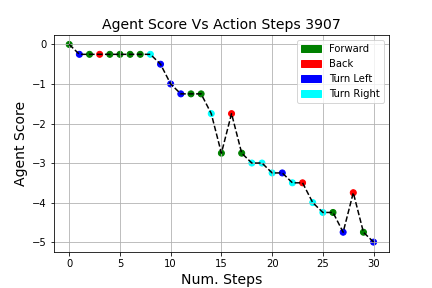 Agent Score Vs Action Steps 3907
Forward
Back
Turn Left
Turn Right
Agent Score
0
−1
−2
−3
−4
−5
0 5 10 15 20 25 30
Num. Steps